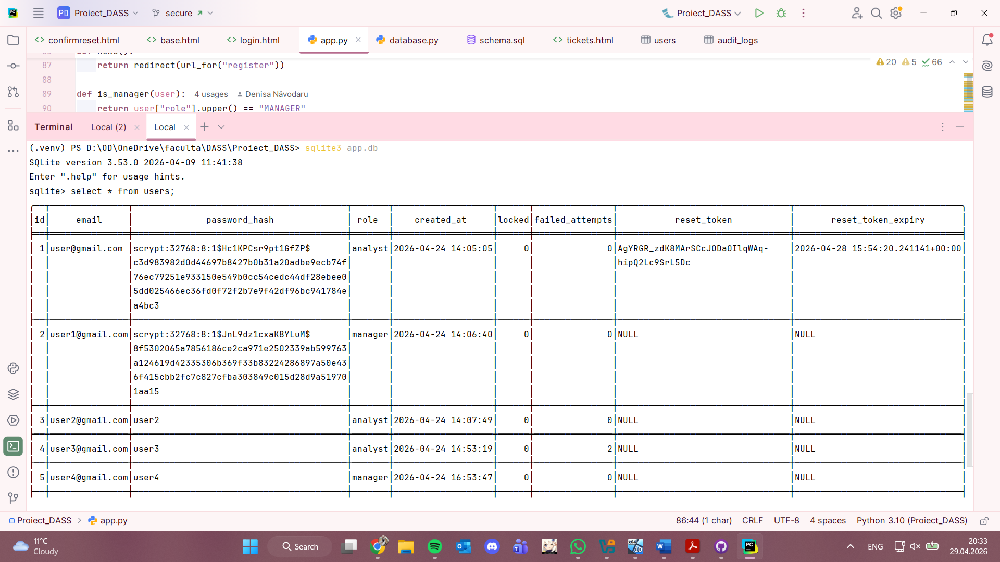 PD Proiect_DASS secure Proiect_DASS
confirmreset.html base.html login.html app.py database.py schema.sql tickets.html users audit_logs
87 return redirect(url_for("register"))
20 5 66
88
89 def is_manager(user): 4 usages Denisa Năvodaru
90 return user["role"].upper() == "MANAGER"
Terminal Local (2) Local
(.venv) PS D:\OD\OneDrive\faculta\DASS\Proiect_DASS> sqlite3 app.db
SQLite version 3.53.0 2026-04-09 11:41:38
Enter ".help" for usage hints.
sqlite> select * from users;
id email password_hash role created_at locked failed_attempts reset_token reset_token_expiry
1 user@gmail.com scrypt:32768:8:1$Hc1KPCsr9pt1GfZP$ analyst 2026-04-24 14:05:05 0 0 AgYRGR_zdK8MArSCcJODa0IlqWAq- 2026-04-28 15:54:20.241141+00:00
c3d983982d0d44697b8427b0b31a20adbe9ecb74f hipQ2Lc9SrL5Dc
76ec79251e933150e549b0cc54cedc44df28ebee0
5dd025466ec36fd0f72f2b7e9f42df96bc941784e
a4bc3
2 user1@gmail.com scrypt:32768:8:1$JnL9dz1cxaK8YLuM$ manager 2026-04-24 14:06:40 0 0 NULL NULL
8f5302065a7856186ce2ca971e2502339ab599763
a124619d42335306b369f33b83224286897a50e43
6f415cbb2fc7c827cfba303849c015d28d9a51970
1aa15
3 user2@gmail.com user2 analyst 2026-04-24 14:07:49 0 0 NULL NULL
4 user3@gmail.com user3 analyst 2026-04-24 14:53:19 0 2 NULL NULL
5 user4@gmail.com user4 manager 2026-04-24 16:53:47 0 0 NULL NULL
Proiect_DASS > app.py 86:44 (1 char) CRLF UTF-8 4 spaces Python 3.10 (Proiect_DASS)
11°C
Cloudy
Search
ENG
20:33
29.04.2026